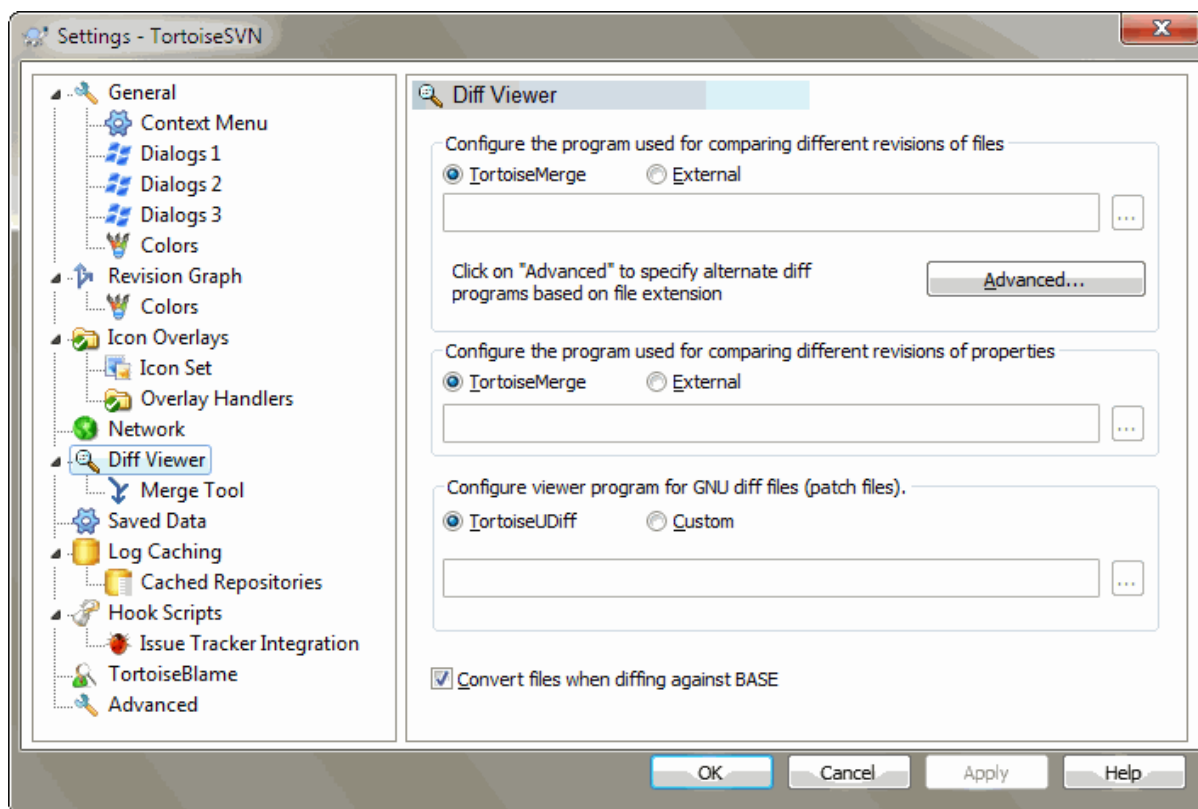 Settings - TortoiseSVN
General
Context Menu
Dialogs 1
Dialogs 2
Dialogs 3
Colors
Revision Graph
Colors
Icon Overlays
Icon Set
Overlay Handlers
Network
Diff Viewer
Merge Tool
Saved Data
Log Caching
Cached Repositories
Hook Scripts
Issue Tracker Integration
TortoiseBlame
Advanced
Diff Viewer
Configure the program used for comparing different revisions of files
TortoiseMerge External
...
Click on "Advanced" to specify alternate diff
programs based on file extension
Advanced...
Configure the program used for comparing different revisions of properties
TortoiseMerge External
...
Configure viewer program for GNU diff files (patch files).
TortoiseUDiff Custom
...
Convert files when diffing against BASE
OK Cancel Apply Help